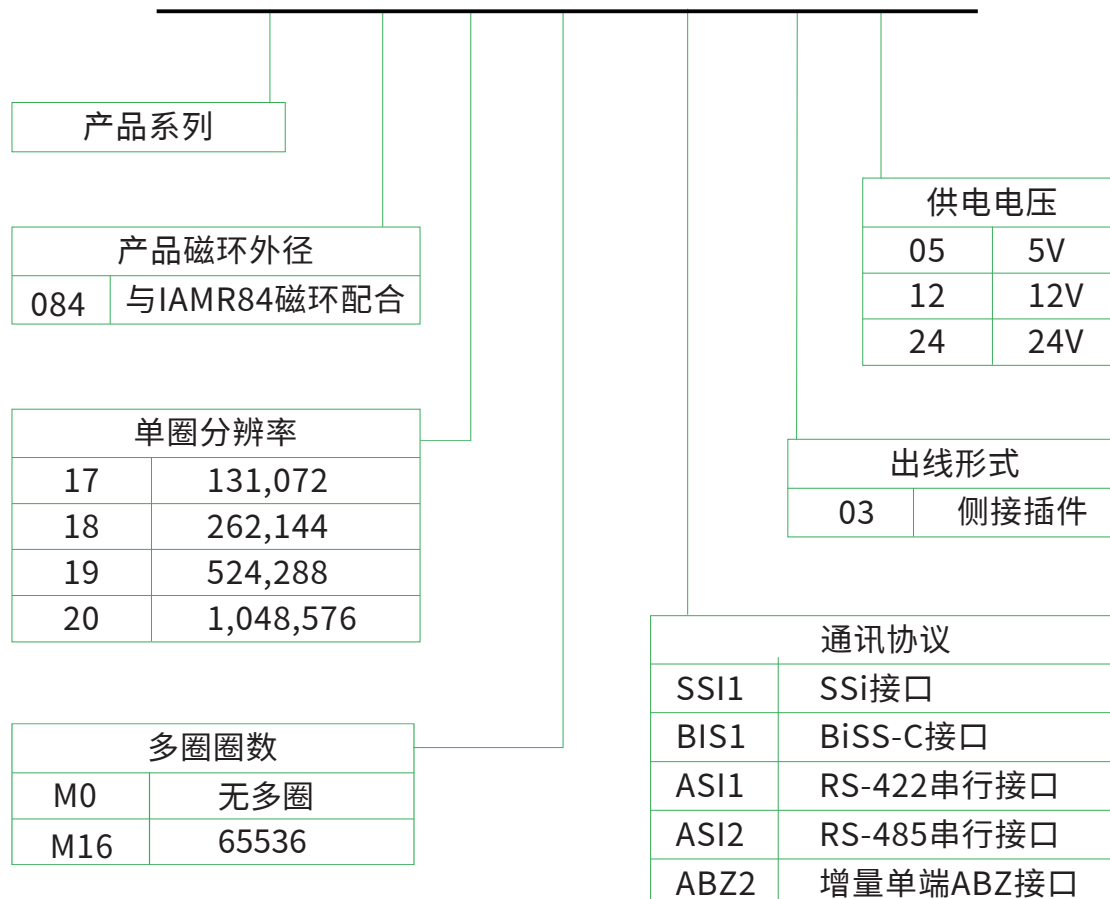 产品系列
产品磁环外径
084 与IAMR84磁环配合
单圈分辨率
17 131,072
18 262,144
19 524,288
20 1,048,576
多圈圈数
M0 无多圈
M16 65536
供电电压
05 5V
12 12V
24 24V
出线形式
03 侧接插件
通讯协议
SSI1 SSi接口
BIS1 BiSS-C接口
ASI1 RS-422串行接口
ASI2 RS-485串行接口
ABZ2 增量单端ABZ接口